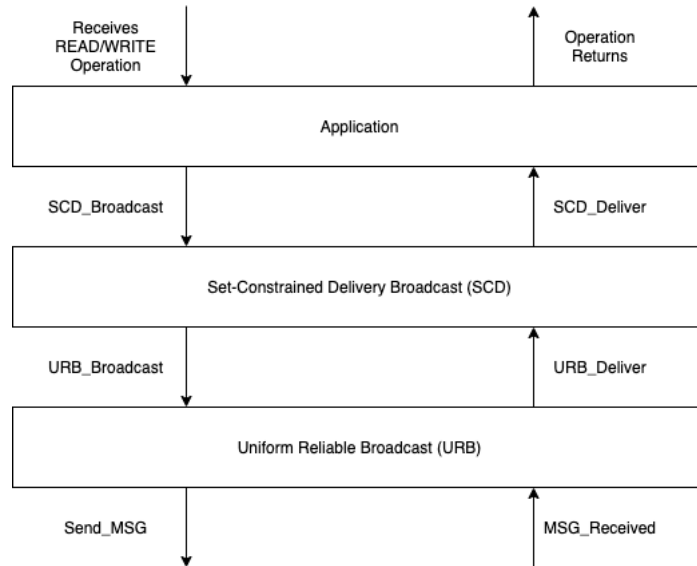 Receives
READ/WRITE
Operation
Operation
Returns
Application
SCD_Broadcast
SCD_Deliver
Set-Constrained Delivery Broadcast (SCD)
URB_Broadcast
URB_Deliver
Uniform Reliable Broadcast (URB)
Send_MSG
MSG_Received